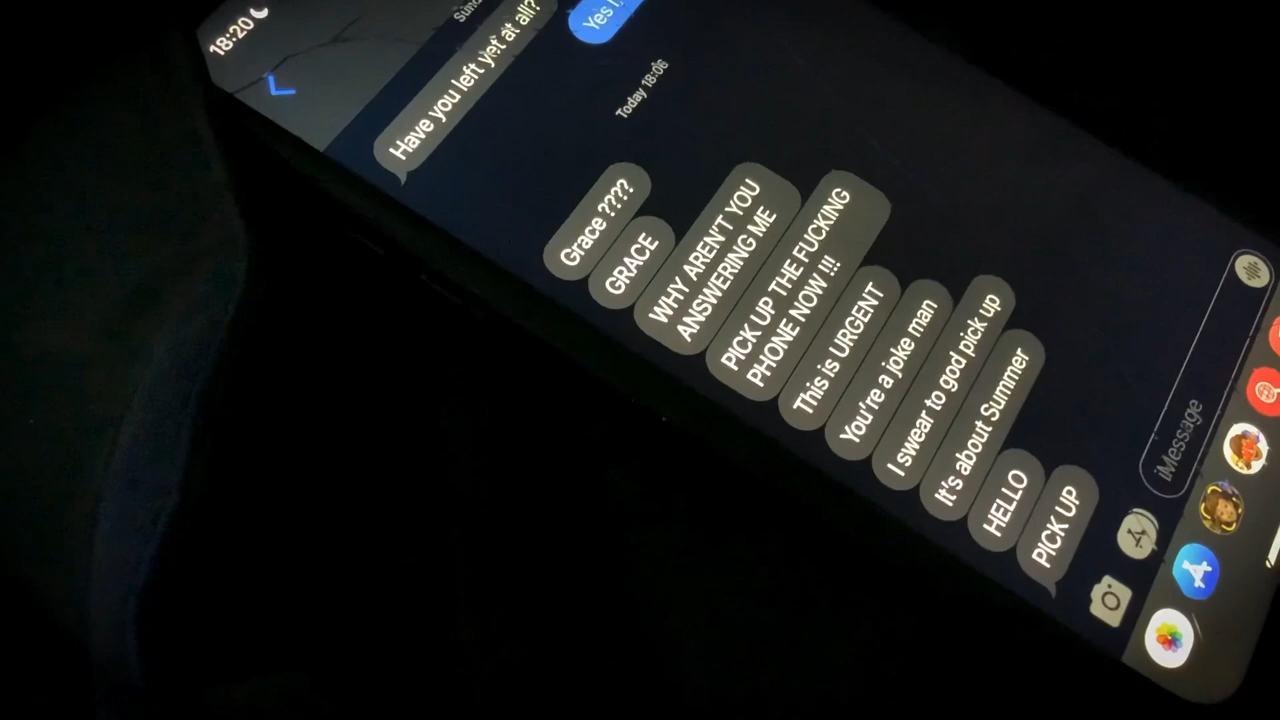 18:20
Have you left yet at all?
Yes
Today 18:06
Grace ????
GRACE
WHY AREN'T YOU
ANSWERING ME
PICK UP THE FUCKING
PHONE NOW !!!
This is URGENT
You're a joke man
I swear to god pick up
It's about Summer
HELLO
PICK UP
iMessage